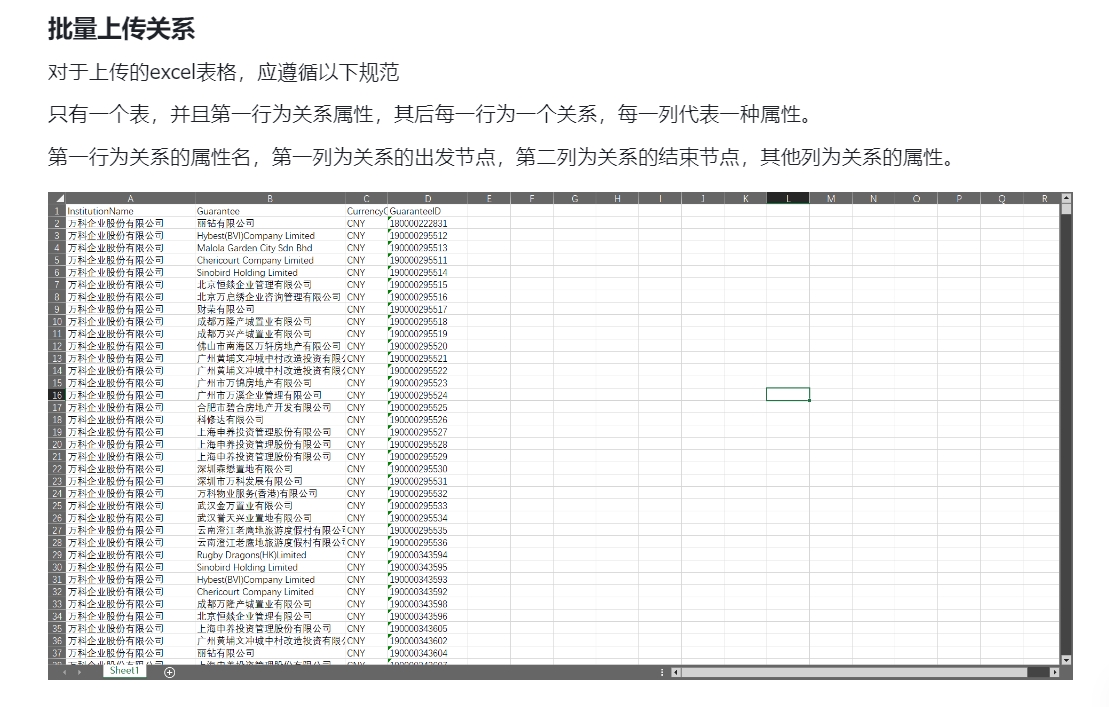 批量上传关系
对于上传的excel表格，应遵循以下规范
只有一个表，并且第一行为关系属性，其后每一行为一个关系，每一列代表一种属性。
第一行为关系的属性名，第一列为关系的出发节点，第二列为关系的结束节点，其他列为关系的属性。
A B C D E F G H I J K L M N O P Q R
1 InstitutionName Guarantee CurrencyC GuaranteeID
2 万科企业股份有限公司 丽钻有限公司 CNY 180000222831
3 万科企业股份有限公司 Hybest(BVI)Company Limited CNY 190000295512
4 万科企业股份有限公司 Malola Garden City Sdn Bhd CNY 190000295513
5 万科企业股份有限公司 Chericourt Company Limited CNY 190000295511
6 万科企业股份有限公司 Sinobird Holding Limited CNY 190000295514
7 万科企业股份有限公司 北京恒燚企业管理有限公司 CNY 190000295515
8 万科企业股份有限公司 北京万启绣企业咨询管理有限公司 CNY 190000295516
9 万科企业股份有限公司 财荣有限公司 CNY 190000295517
10 万科企业股份有限公司 成都万隆产城置业有限公司 CNY 190000295518
11 万科企业股份有限公司 成都万兴产城置业有限公司 CNY 190000295519
12 万科企业股份有限公司 佛山市南海区万轩房地产有限公司 CNY 190000295520
13 万科企业股份有限公司 广州黄埔文冲城中村改造投资有限 CNY 190000295521
14 万科企业股份有限公司 广州黄埔文冲城中村改造投资有限 CNY 190000295522
15 万科企业股份有限公司 广州市万锦房地产有限公司 CNY 190000295523
16 万科企业股份有限公司 广州市万溪企业管理有限公司 CNY 190000295524
17 万科企业股份有限公司 合肥市碧合房地产开发有限公司 CNY 190000295525
18 万科企业股份有限公司 科修达有限公司 CNY 190000295526
19 万科企业股份有限公司 上海申养投资管理股份有限公司 CNY 190000295527
20 万科企业股份有限公司 上海申养投资管理股份有限公司 CNY 190000295528
21 万科企业股份有限公司 上海申养投资管理股份有限公司 CNY 190000295529
22 万科企业股份有限公司 深圳森懋置地有限公司 CNY 190000295530
23 万科企业股份有限公司 深圳市万科发展有限公司 CNY 190000295531
24 万科企业股份有限公司 万科物业服务(香港)有限公司 CNY 190000295532
25 万科企业股份有限公司 武汉金万置业有限公司 CNY 190000295533
26 万科企业股份有限公司 武汉誉天兴业置地有限公司 CNY 190000295534
27 万科企业股份有限公司 云南澄江老鹰地旅游度假村有限公 CNY 190000295535
28 万科企业股份有限公司 云南澄江老鹰地旅游度假村有限公 CNY 190000295536
29 万科企业股份有限公司 Rugby Dragons(HK)Limited CNY 190000343594
30 万科企业股份有限公司 Sinobird Holding Limited CNY 190000343595
31 万科企业股份有限公司 Hybest(BVI)Company Limited CNY 190000343593
32 万科企业股份有限公司 Chericourt Company Limited CNY 190000343592
33 万科企业股份有限公司 成都万隆产城置业有限公司 CNY 190000343598
34 万科企业股份有限公司 北京恒燚企业管理有限公司 CNY 190000343596
35 万科企业股份有限公司 上海申养投资管理股份有限公司 CNY 190000343605
36 万科企业股份有限公司 广州黄埔文冲城中村改造投资有限 CNY 190000343602
37 万科企业股份有限公司 丽钻有限公司 CNY 190000343604
Sheet1